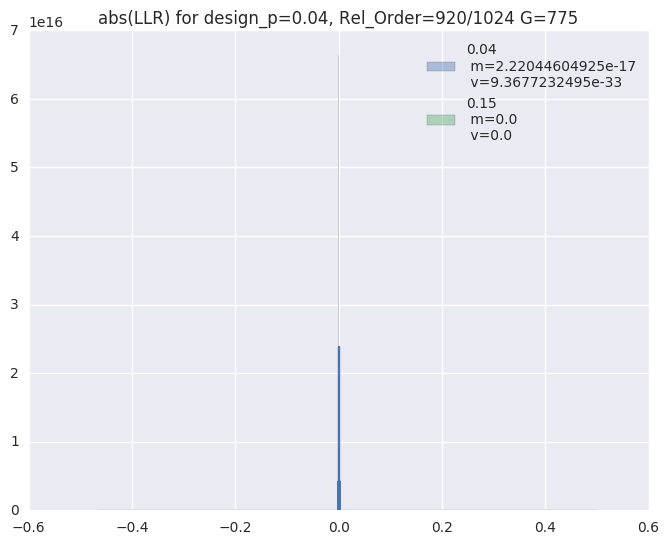 abs(LLR) for design_p=0.04, Rel_Order=920/1024 G=775
1e16
7
6
5
4
3
2
1
0
0.04
m=2.22044604925e-17
v=9.3677232495e-33
0.15
m=0.0
v=0.0
−0.6 −0.4 −0.2 0.0 0.2 0.4 0.6